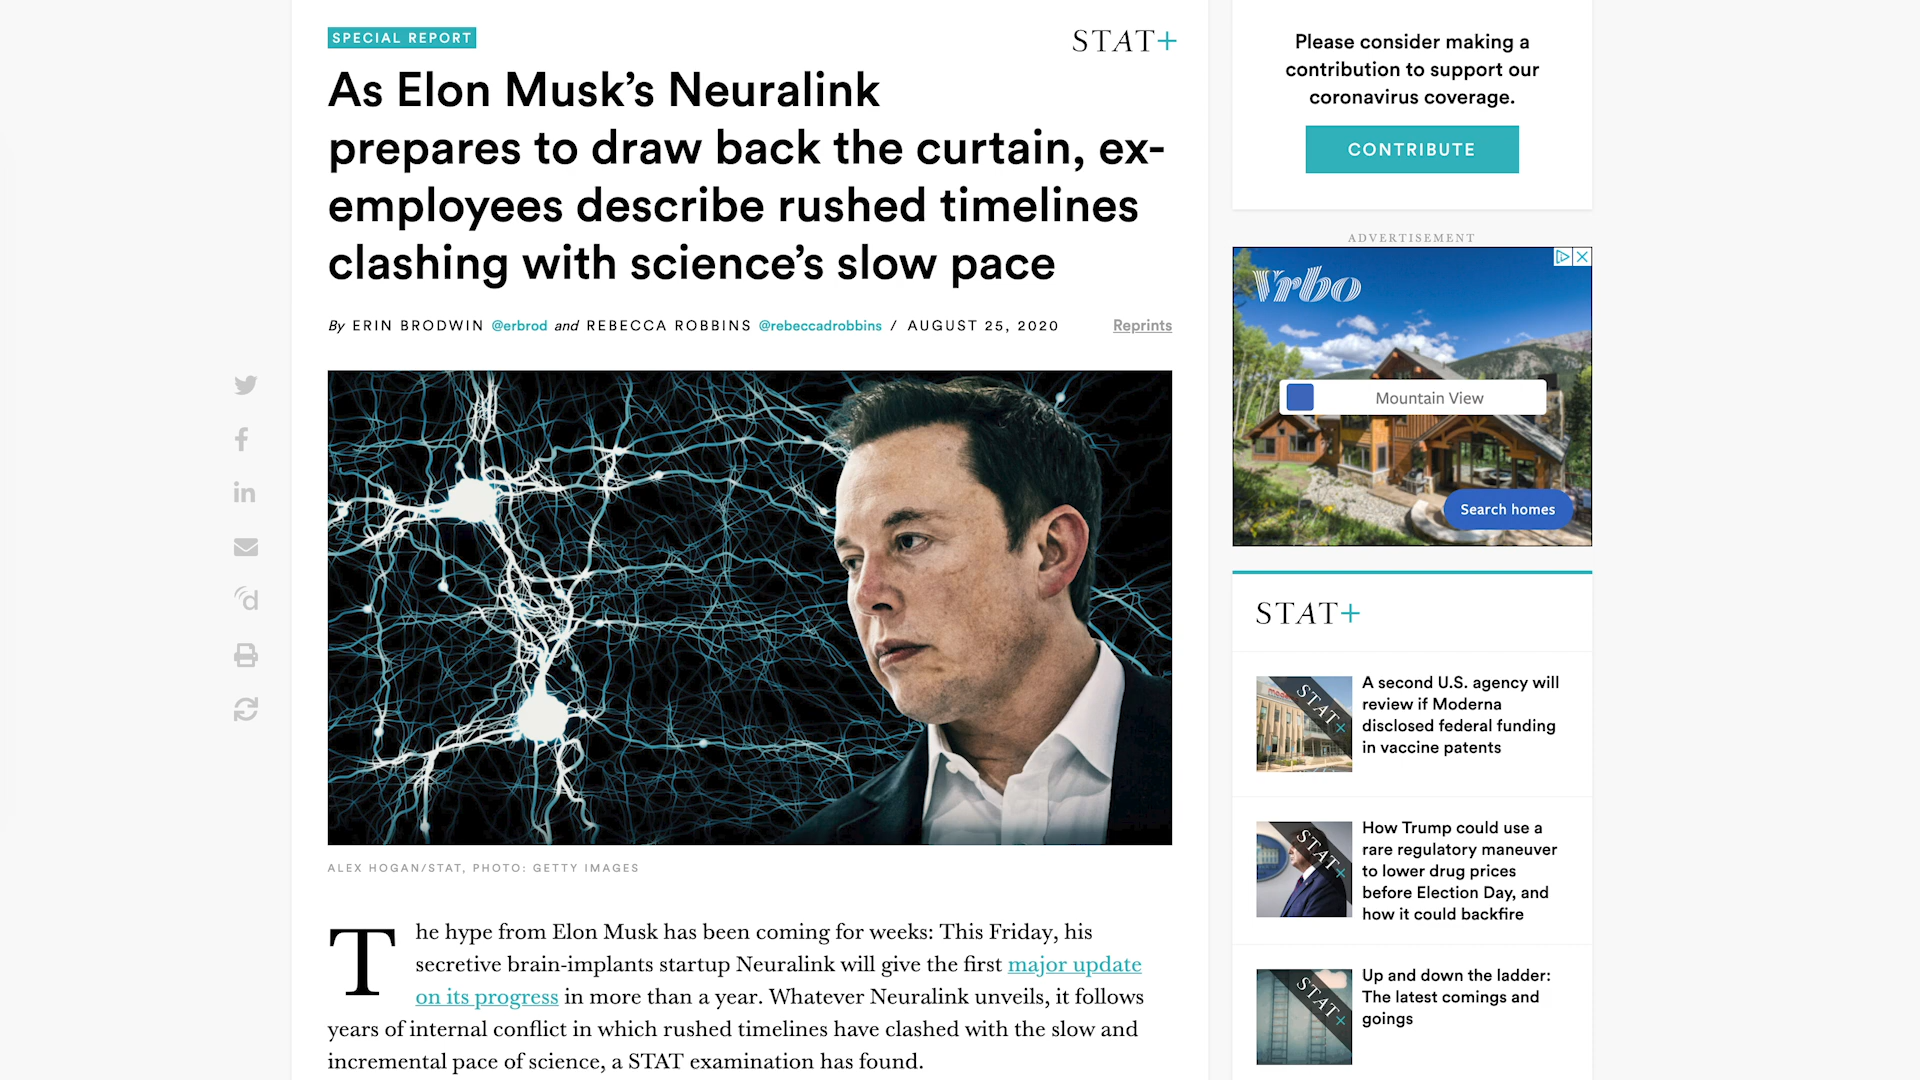 SPECIAL REPORT
STAT+
As Elon Musk’s Neuralink
prepares to draw back the curtain, ex-
employees describe rushed timelines
clashing with science’s slow pace
By ERIN BRODWIN @erbrod and REBECCA ROBBINS @rebeccadrobbins / AUGUST 25, 2020
Reprints
ALEX HOGAN/STAT, PHOTO: GETTY IMAGES
The hype from Elon Musk has been coming for weeks: This Friday, his
secretive brain-implants startup Neuralink will give the first major update
on its progress in more than a year. Whatever Neuralink unveils, it follows
years of internal conflict in which rushed timelines have clashed with the slow and
incremental pace of science, a STAT examination has found.
Please consider making a
contribution to support our
coronavirus coverage.
CONTRIBUTE
ADVERTISEMENT
Vrbo
Mountain View
Search homes
STAT+
STAT+
A second U.S. agency will
review if Moderna
disclosed federal funding
in vaccine patents
STAT+
How Trump could use a
rare regulatory maneuver
to lower drug prices
before Election Day, and
how it could backfire
STAT+
Up and down the ladder:
The latest comings and
goings